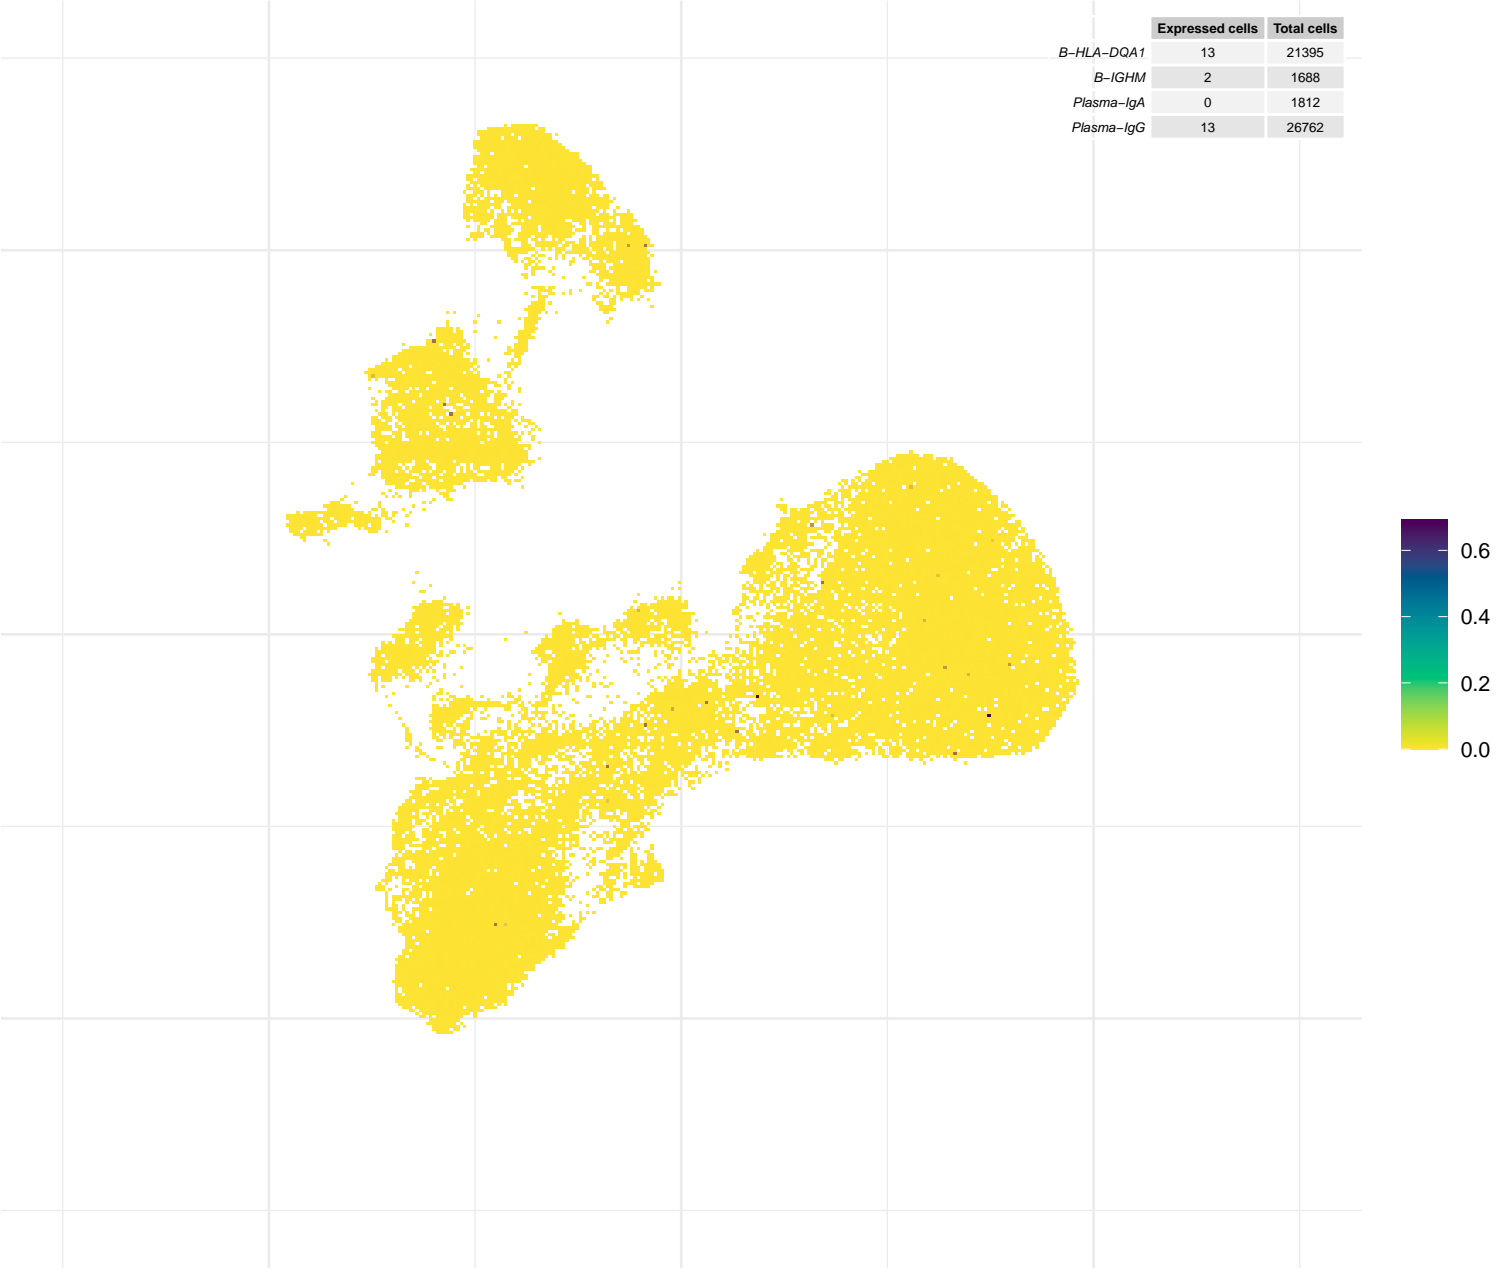 Expressed cells Total cells
B−HLA−DQA1 13 21395
B−IGHM 2 1688
Plasma−IgA 0 1812
Plasma−IgG 13 26762
0.6
0.4
0.2
0.0